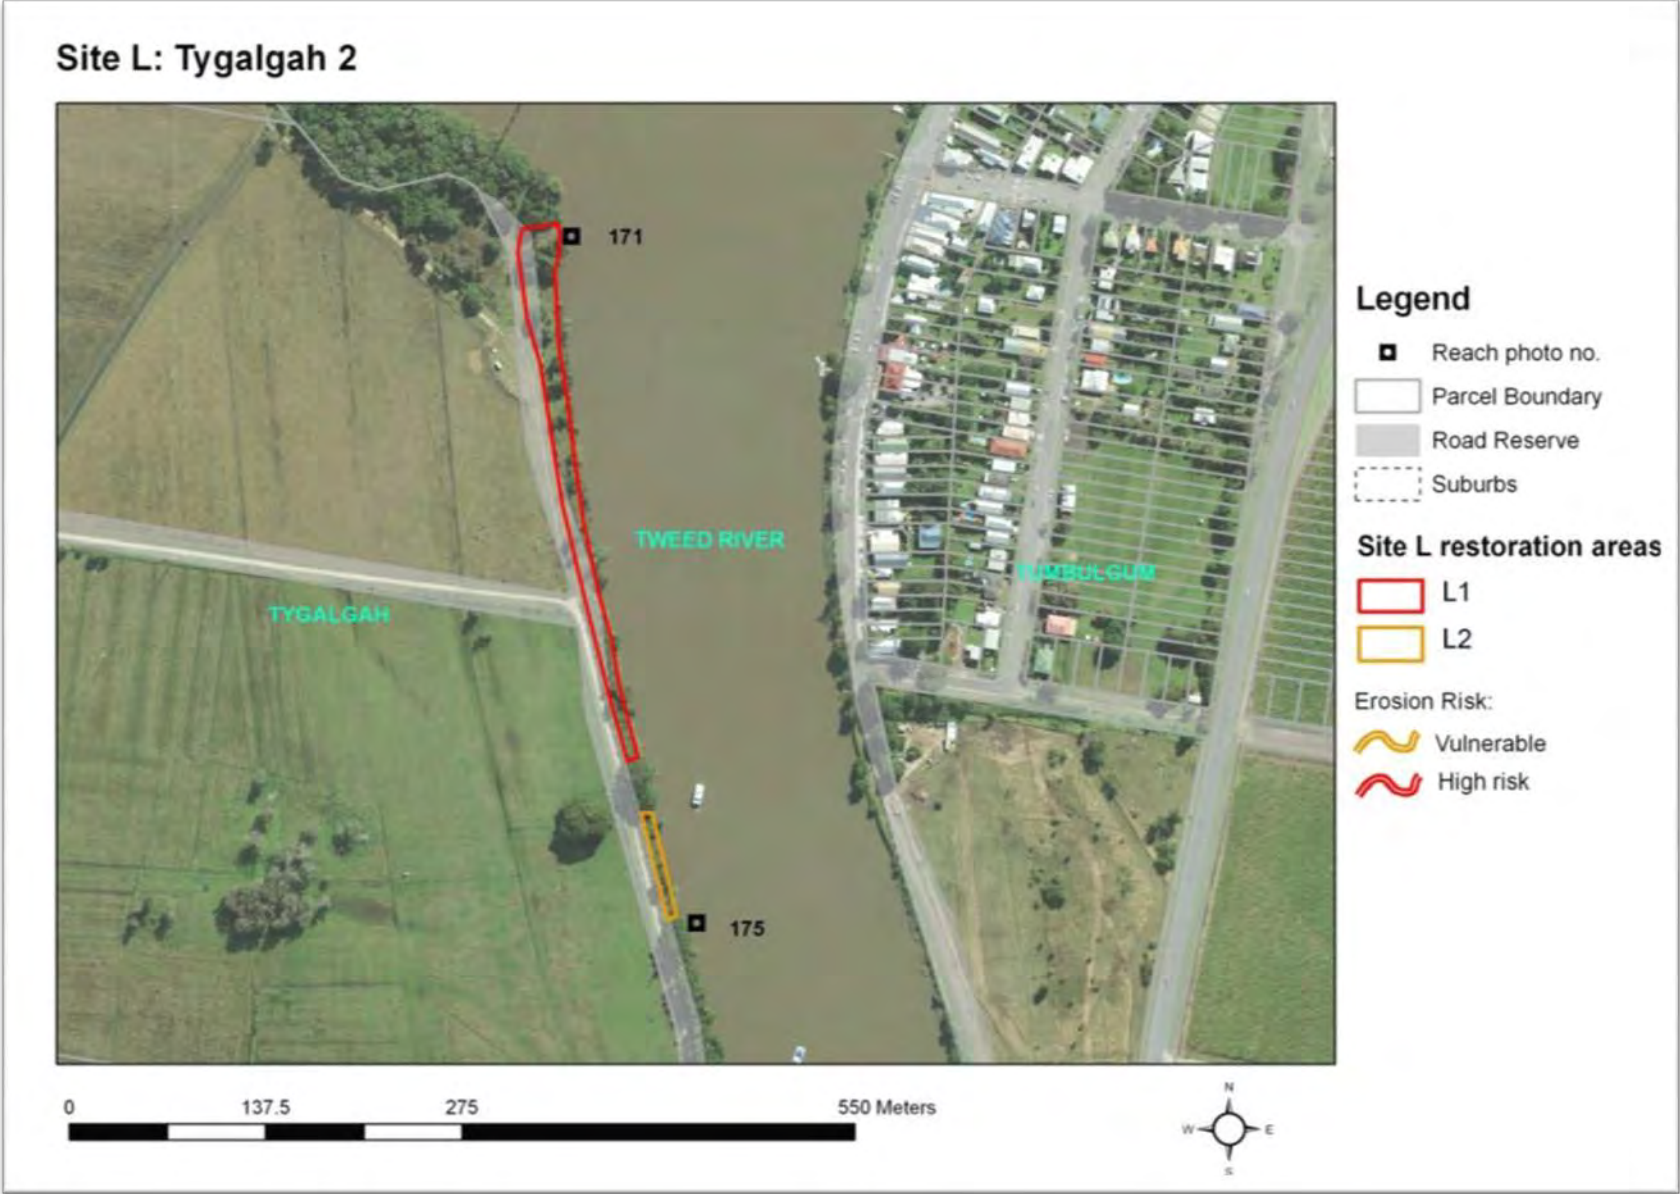 Site L: Tygalgah 2
171
TWEED RIVER
TUMBULGUM
TYGALGAH
175
Legend
Reach photo no.
Parcel Boundary
Road Reserve
Suburbs
Site L restoration areas
L1
L2
Erosion Risk:
Vulnerable
High risk
0 137.5 275 550 Meters
N
W E
S